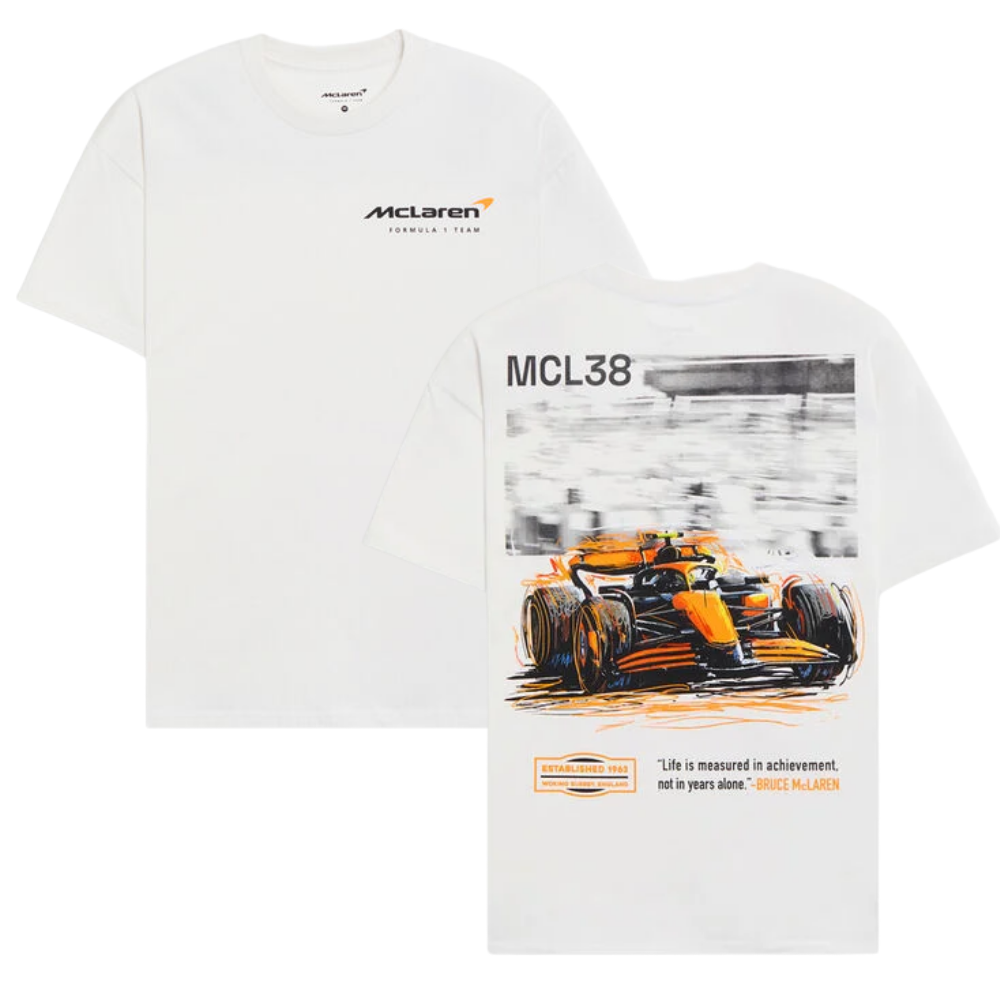 McLaren
McLaren
FORMULA 1 TEAM
MCL38
ESTABLISHED 1963
WOKING SURREY, ENGLAND
“Life is measured in achievement,
not in years alone.”-BRUCE McLAREN